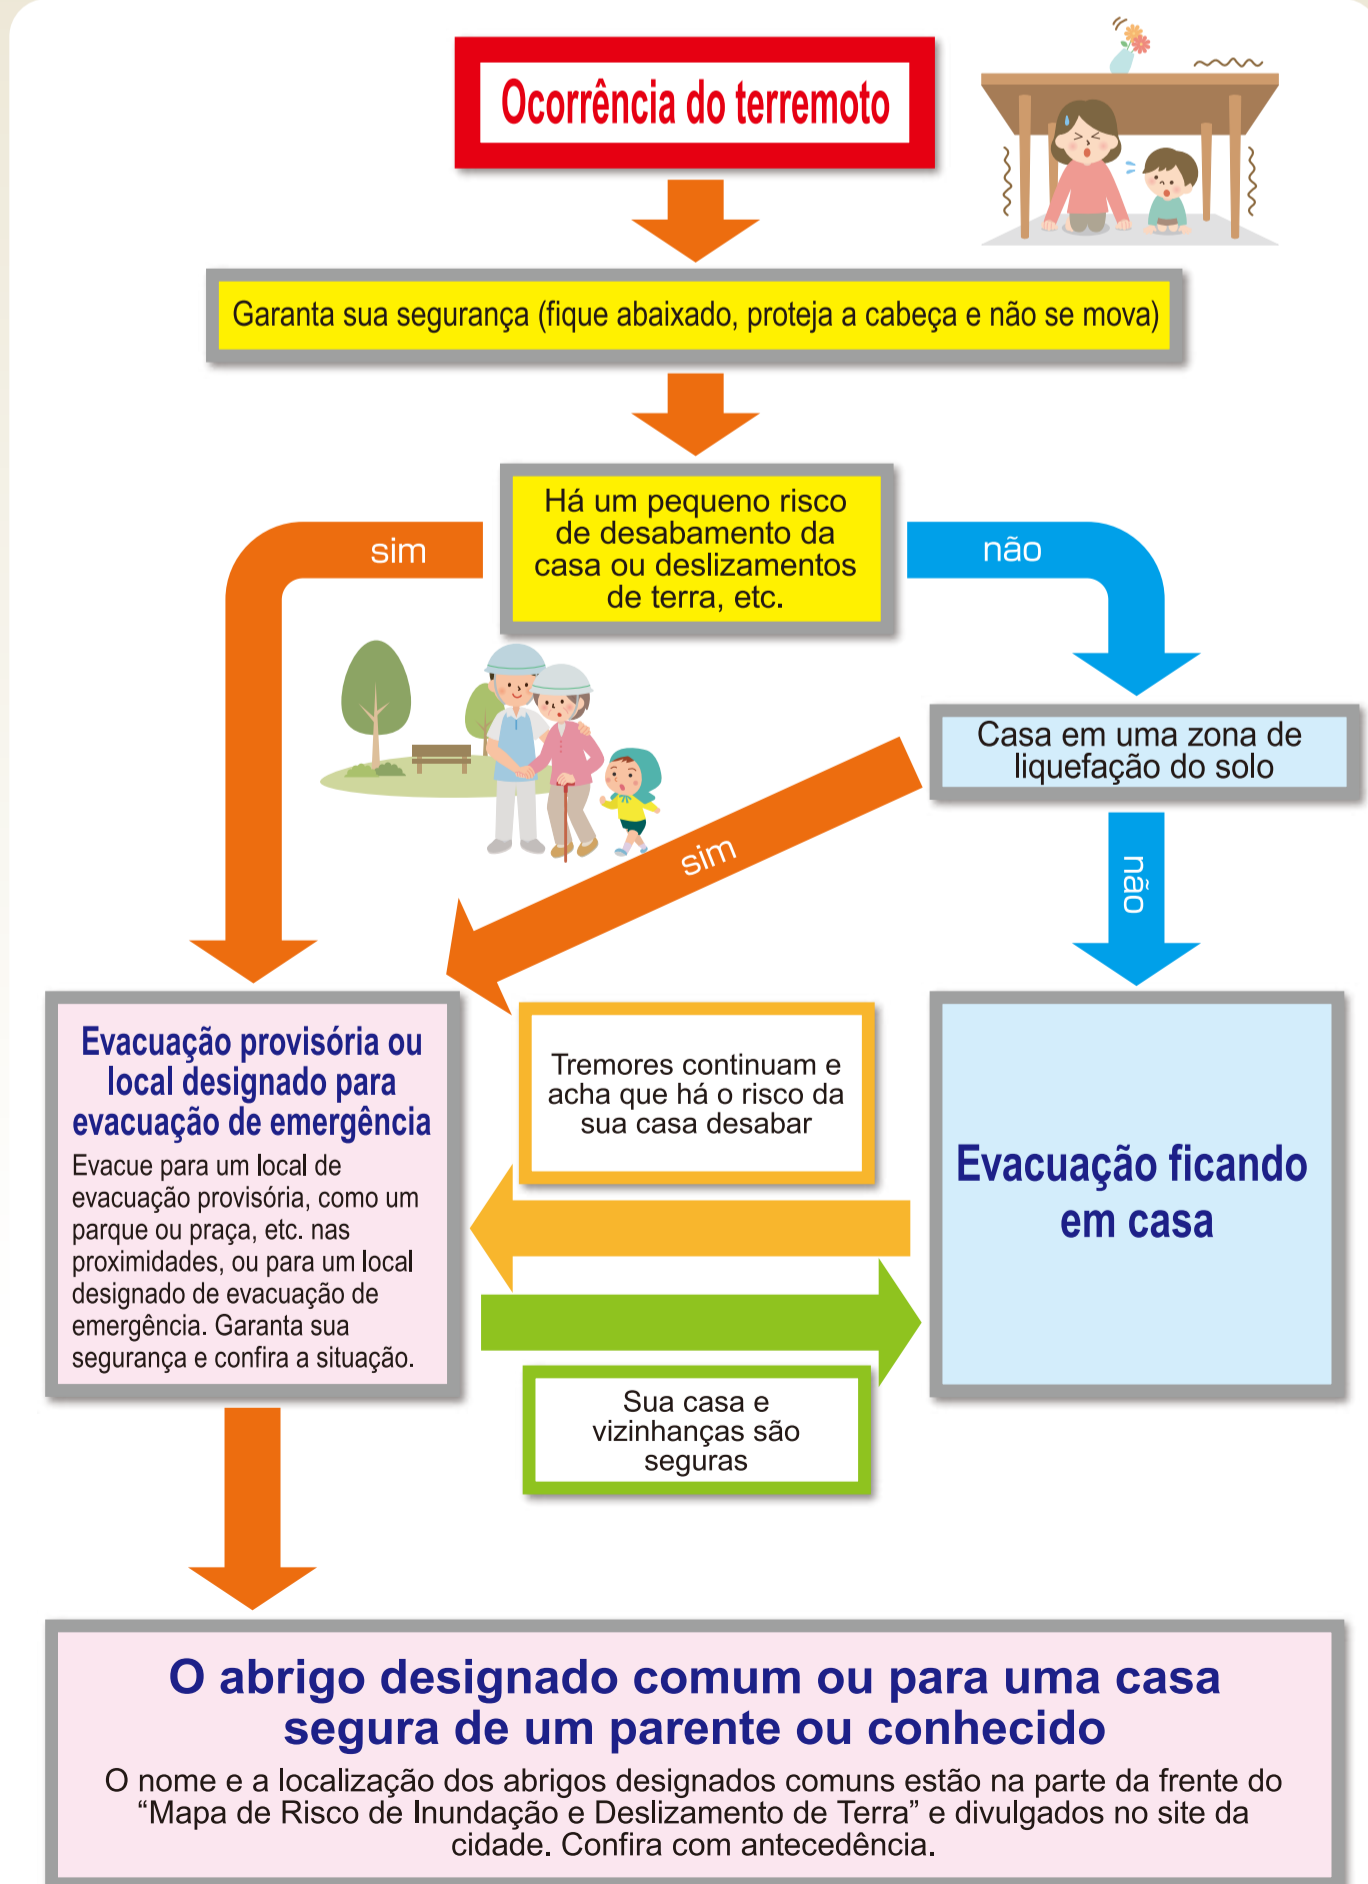 Ocorrência do terremoto
Garanta sua segurança (fique abaixado, proteja a cabeça e não se mova)
Há um pequeno risco
de desabamento da
casa ou deslizamentos
de terra, etc.
sim
não
Casa em uma zona de
liquefação do solo
sim
não
Evacuação provisória ou
local designado para
evacuação de emergência
Evacue para um local de
evacuação provisória, como um
parque ou praça, etc. nas
proximidades, ou para um local
designado de evacuação de
emergência. Garanta sua
segurança e confira a situação.
Tremores continuam e
acha que há o risco da
sua casa desabar
Evacuação ficando
em casa
Sua casa e
vizinhanças são
seguras
O abrigo designado comum ou para uma casa
segura de um parente ou conhecido
O nome e a localização dos abrigos designados comuns estão na parte da frente do
“Mapa de Risco de Inundação e Deslizamento de Terra” e divulgados no site da
cidade. Confira com antecedência.